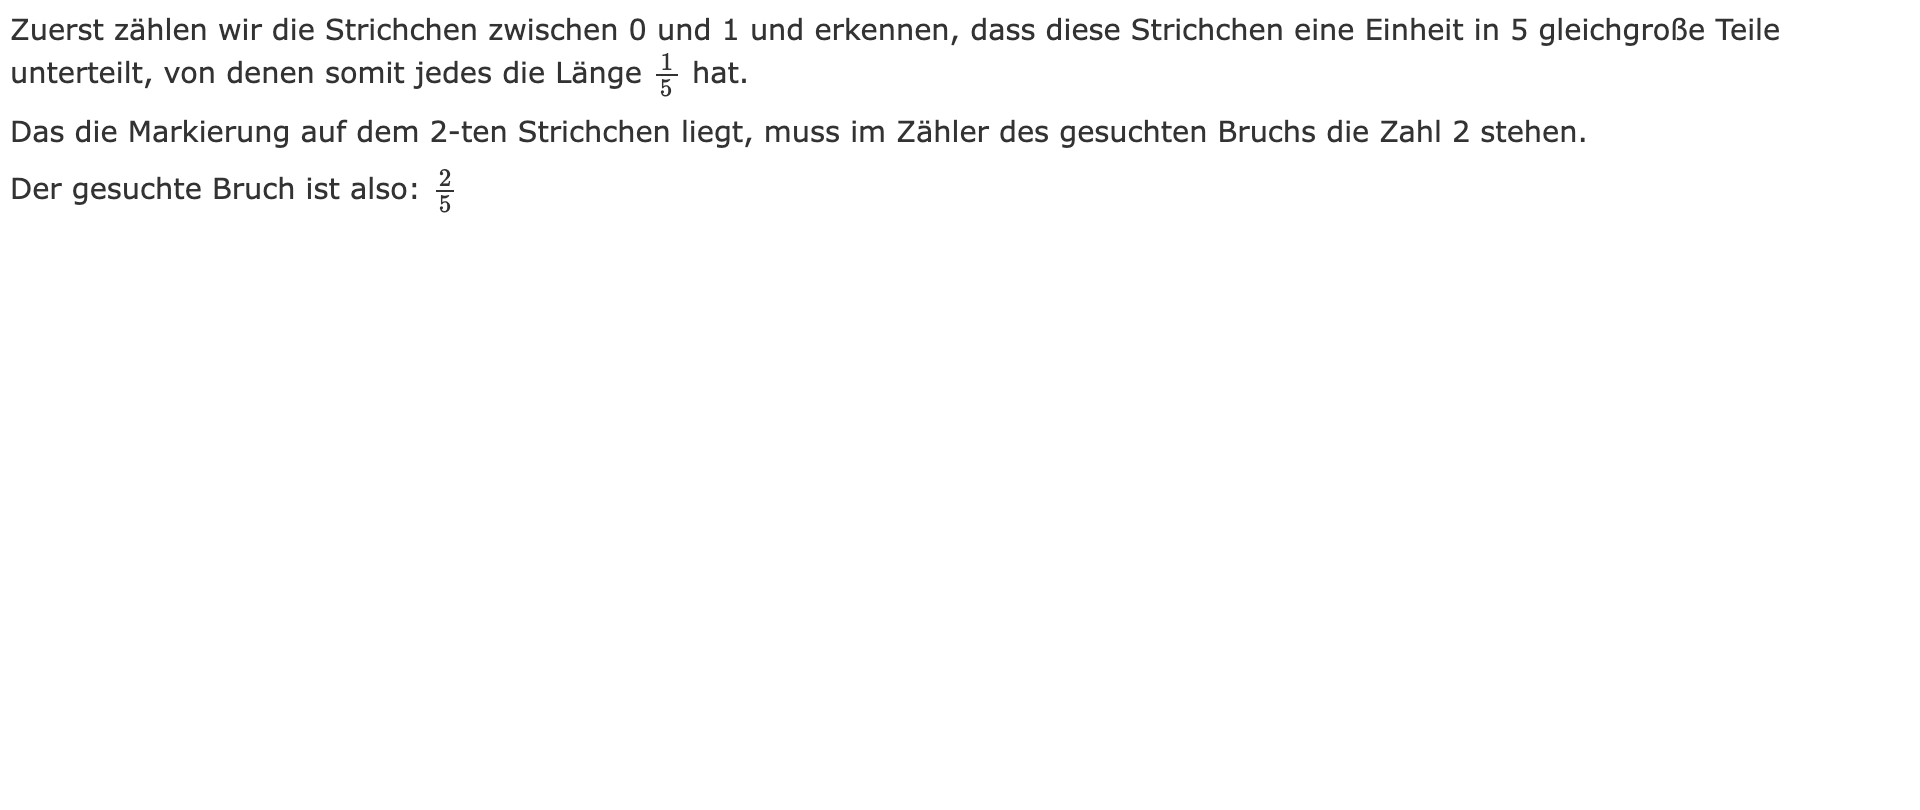 Zuerst zählen wir die Strichchen zwischen 0 und 1 und erkennen, dass diese Strichchen eine Einheit in 5 gleichgroße Teile
unterteilt, von denen somit jedes die Länge 1/5 hat.
Das die Markierung auf dem 2-ten Strichchen liegt, muss im Zähler des gesuchten Bruchs die Zahl 2 stehen.
Der gesuchte Bruch ist also: 2/5